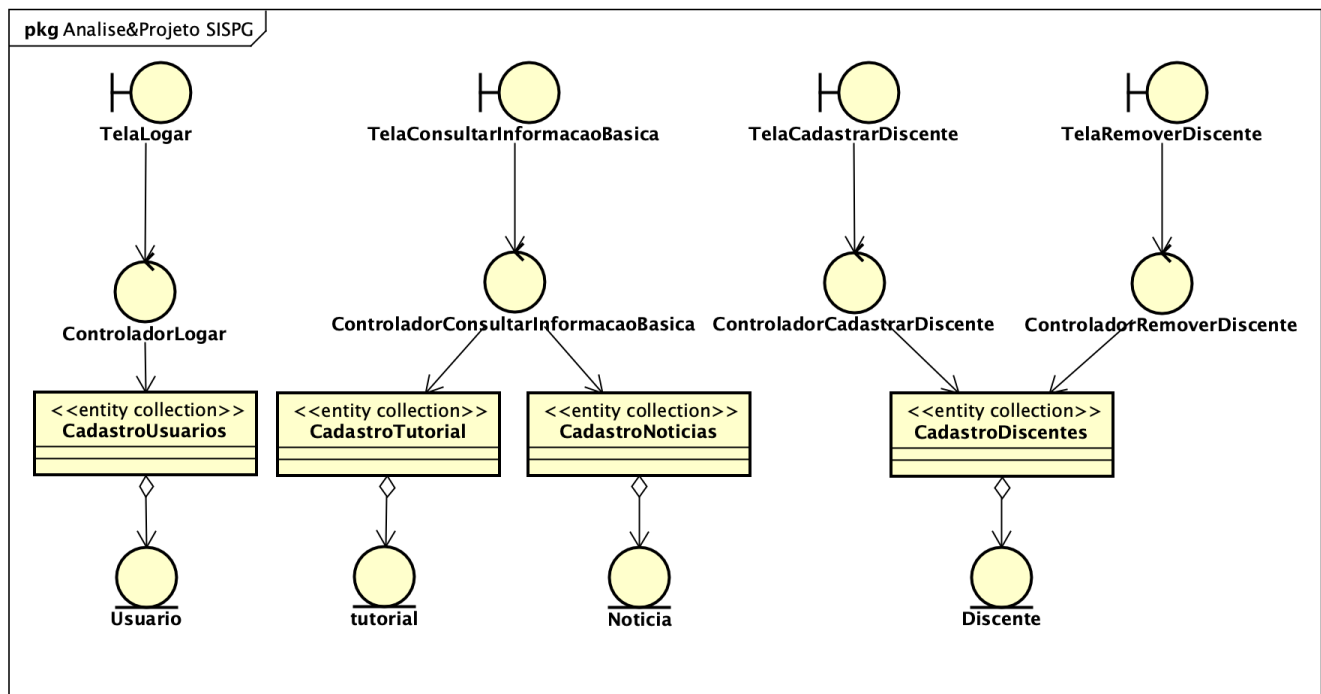 pkg Analise&Projeto SISPG
TelaLogar
TelaConsultarInformacaoBasica
TelaCadastrarDiscente
TelaRemoverDiscente
ControladorLogar
ControladorConsultarInformacaoBasica
ControladorCadastrarDiscente
ControladorRemoverDiscente
<<entity collection>>
CadastroUsuarios
<<entity collection>>
CadastroTutorial
<<entity collection>>
CadastroNoticias
<<entity collection>>
CadastroDiscentes
Usuario
tutorial
Noticia
Discente